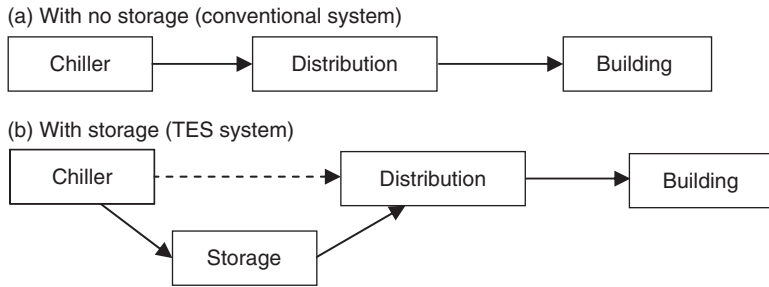 (a) With no storage (conventional system)
Chiller
Distribution
Building
(b) With storage (TES system)
Chiller
Distribution
Building
Storage